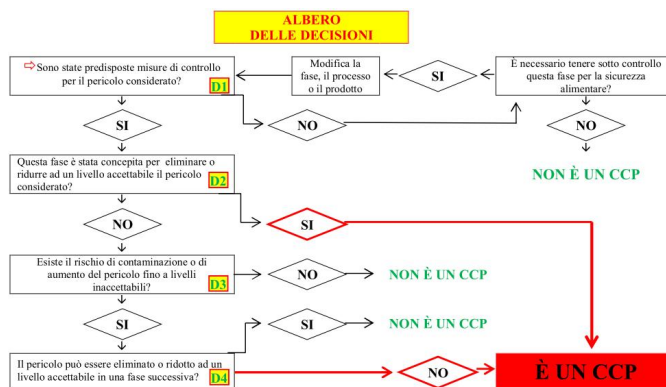 ALBERO
DELLE DECISIONI
⇨Sono state predisposte misure di controllo
per il pericolo considerato?
D1
Modifica la
fase, il processo
o il prodotto
SI
È necessario tenere sotto controllo
questa fase per la sicurezza
alimentare?
SI
NO
NO
NON È UN CCP
Questa fase è stata concepita per eliminare o
ridurre ad un livello accettabile il pericolo
considerato?
D2
NO
SI
Esiste il rischio di contaminazione o di
aumento del pericolo fino a livelli
inaccettabili?
D3
NO
NON È UN CCP
SI
SI
NON È UN CCP
Il pericolo può essere eliminato o ridotto ad un
livello accettabile in una fase successiva?
D4
NO
È UN CCP